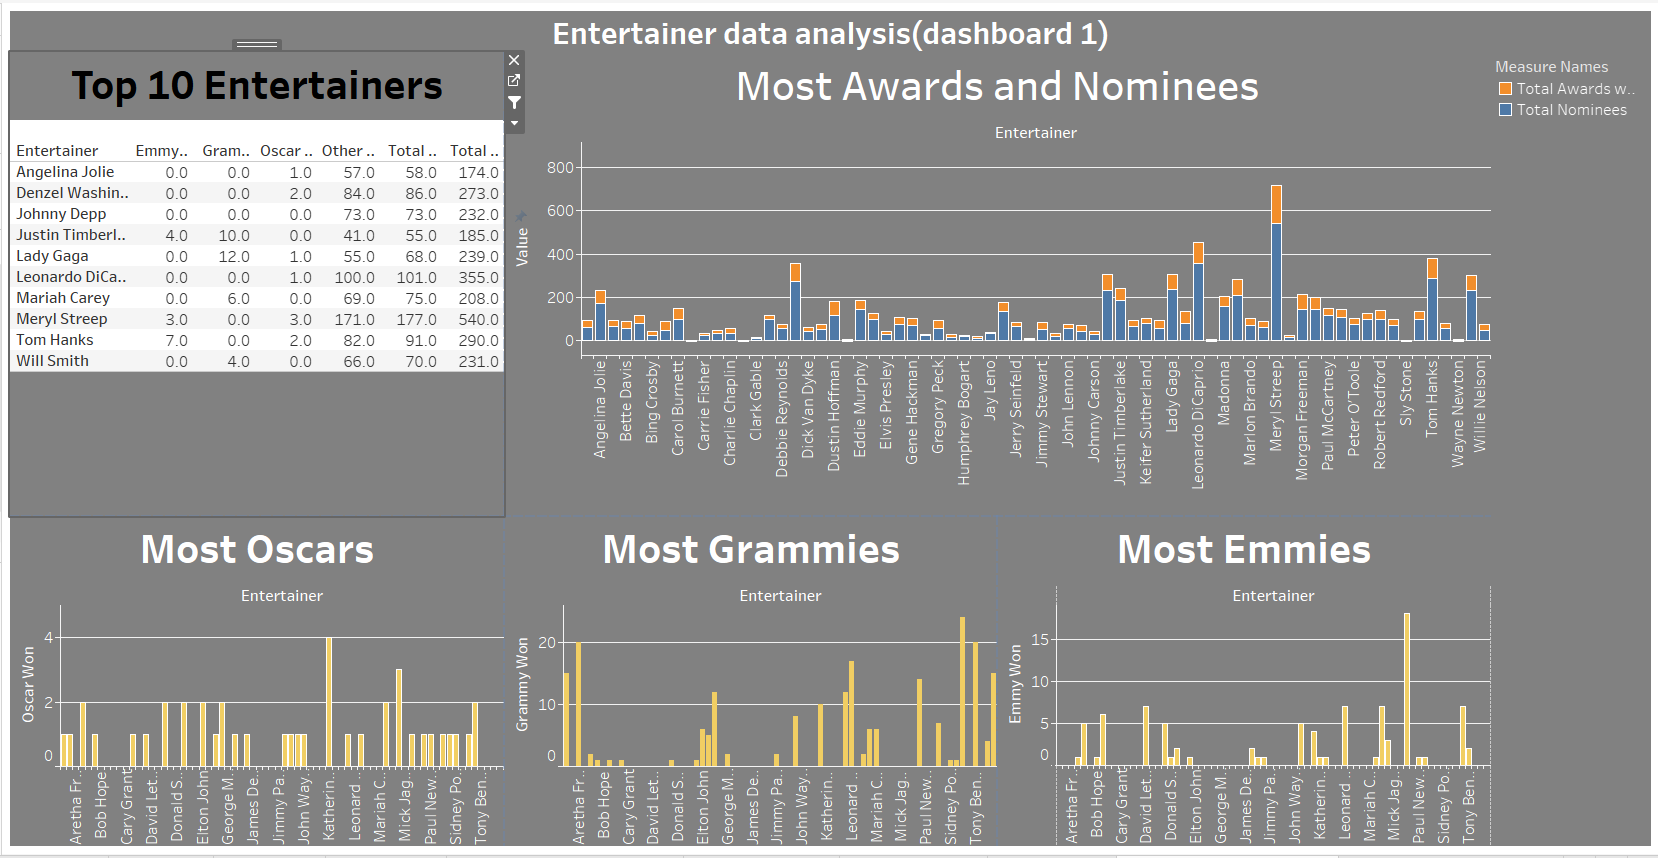 Entertainer data analysis(dashboard 1)
Top 10 Entertainers
Entertainer Emmy.. Gram.. Oscar .. Other .. Total .. Total ..
Angelina Jolie 0.0 0.0 1.0 57.0 58.0 174.0
Denzel Washin.. 0.0 0.0 2.0 84.0 86.0 273.0
Johnny Depp 0.0 0.0 0.0 73.0 73.0 232.0
Justin Timberl.. 4.0 10.0 0.0 41.0 55.0 185.0
Lady Gaga 0.0 12.0 1.0 55.0 68.0 239.0
Leonardo DiCa.. 0.0 0.0 1.0 100.0 101.0 355.0
Mariah Carey 0.0 6.0 0.0 69.0 75.0 208.0
Meryl Streep 3.0 0.0 3.0 171.0 177.0 540.0
Tom Hanks 7.0 0.0 2.0 82.0 91.0 290.0
Will Smith 0.0 4.0 0.0 66.0 70.0 231.0
Most Awards and Nominees
Entertainer
Value
800
600
400
200
0
Angelina Jolie
Bette Davis
Bing Crosby
Carol Burnett
Carrie Fisher
Charlie Chaplin
Clark Gable
Debbie Reynolds
Dick Van Dyke
Dustin Hoffman
Eddie Murphy
Elvis Presley
Gene Hackman
Gregory Peck
Humphrey Bogart
Jay Leno
Jerry Seinfeld
Jimmy Stewart
John Lennon
Johnny Carson
Justin Timberlake
Keifer Sutherland
Lady Gaga
Leonardo DiCaprio
Madonna
Marlon Brando
Meryl Streep
Morgan Freeman
Paul McCartney
Peter O'Toole
Robert Redford
Sly Stone
Tom Hanks
Wayne Newton
Willie Nelson
Measure Names
Total Awards w..
Total Nominees
Most Oscars
Entertainer
Oscar Won
4
2
0
Aretha Fr..
Bob Hope
Cary Grant
David Let..
Donald S..
Elton John
George M..
James De..
Jimmy Pa..
John Way..
Katherin..
Leonard ..
Mariah C..
Mick Jag..
Paul New..
Sidney Po..
Tony Ben..
Most Grammies
Entertainer
Grammy Won
20
10
0
Aretha Fr..
Bob Hope
Cary Grant
David Let..
Donald S..
Elton John
George M..
James De..
Jimmy Pa..
John Way..
Katherin..
Leonard ..
Mariah C..
Mick Jag..
Paul New..
Sidney Po..
Tony Ben..
Most Emmies
Entertainer
Emmy Won
15
10
5
0
Aretha Fr..
Bob Hope
Cary Grant
David Let..
Donald S..
Elton John
George M..
James De..
Jimmy Pa..
John Way..
Katherin..
Leonard ..
Mariah C..
Mick Jag..
Paul New..
Sidney Po..
Tony Ben..